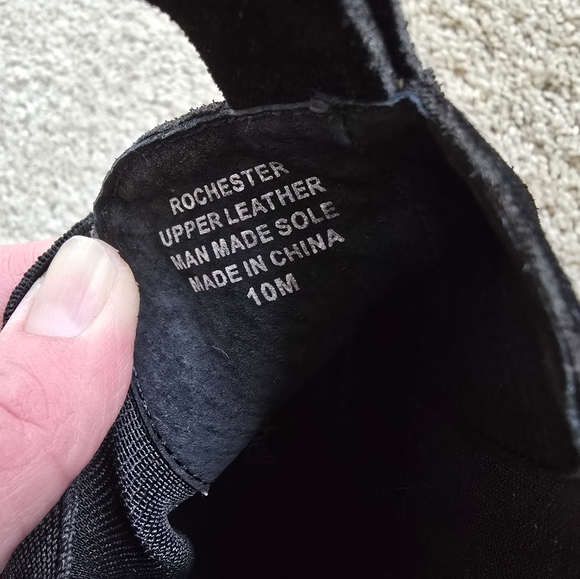 ROCHESTER
UPPER LEATHER
MAN MADE SOLE
MADE IN CHINA
10M